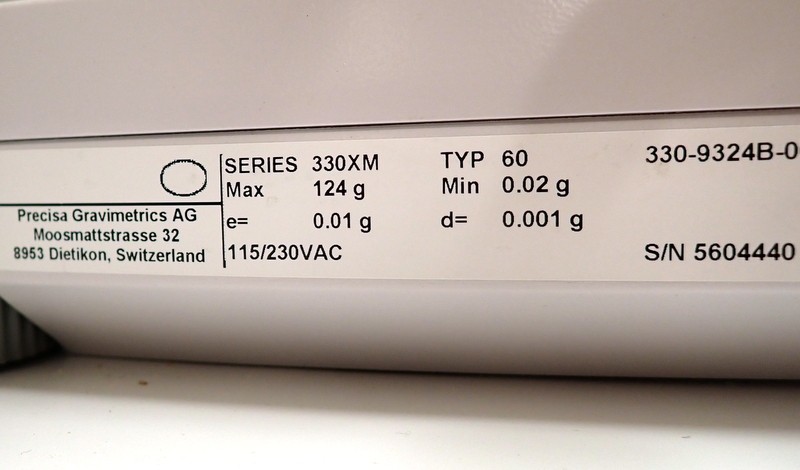 SERIES 330XM TYP 60 330-9324B-0
Max 124 g Min 0.02 g
e= 0.01 g d= 0.001 g
115/230VAC S/N 5604440
Precisa Gravimetrics AG
Moosmattstrasse 32
8953 Dietikon, Switzerland